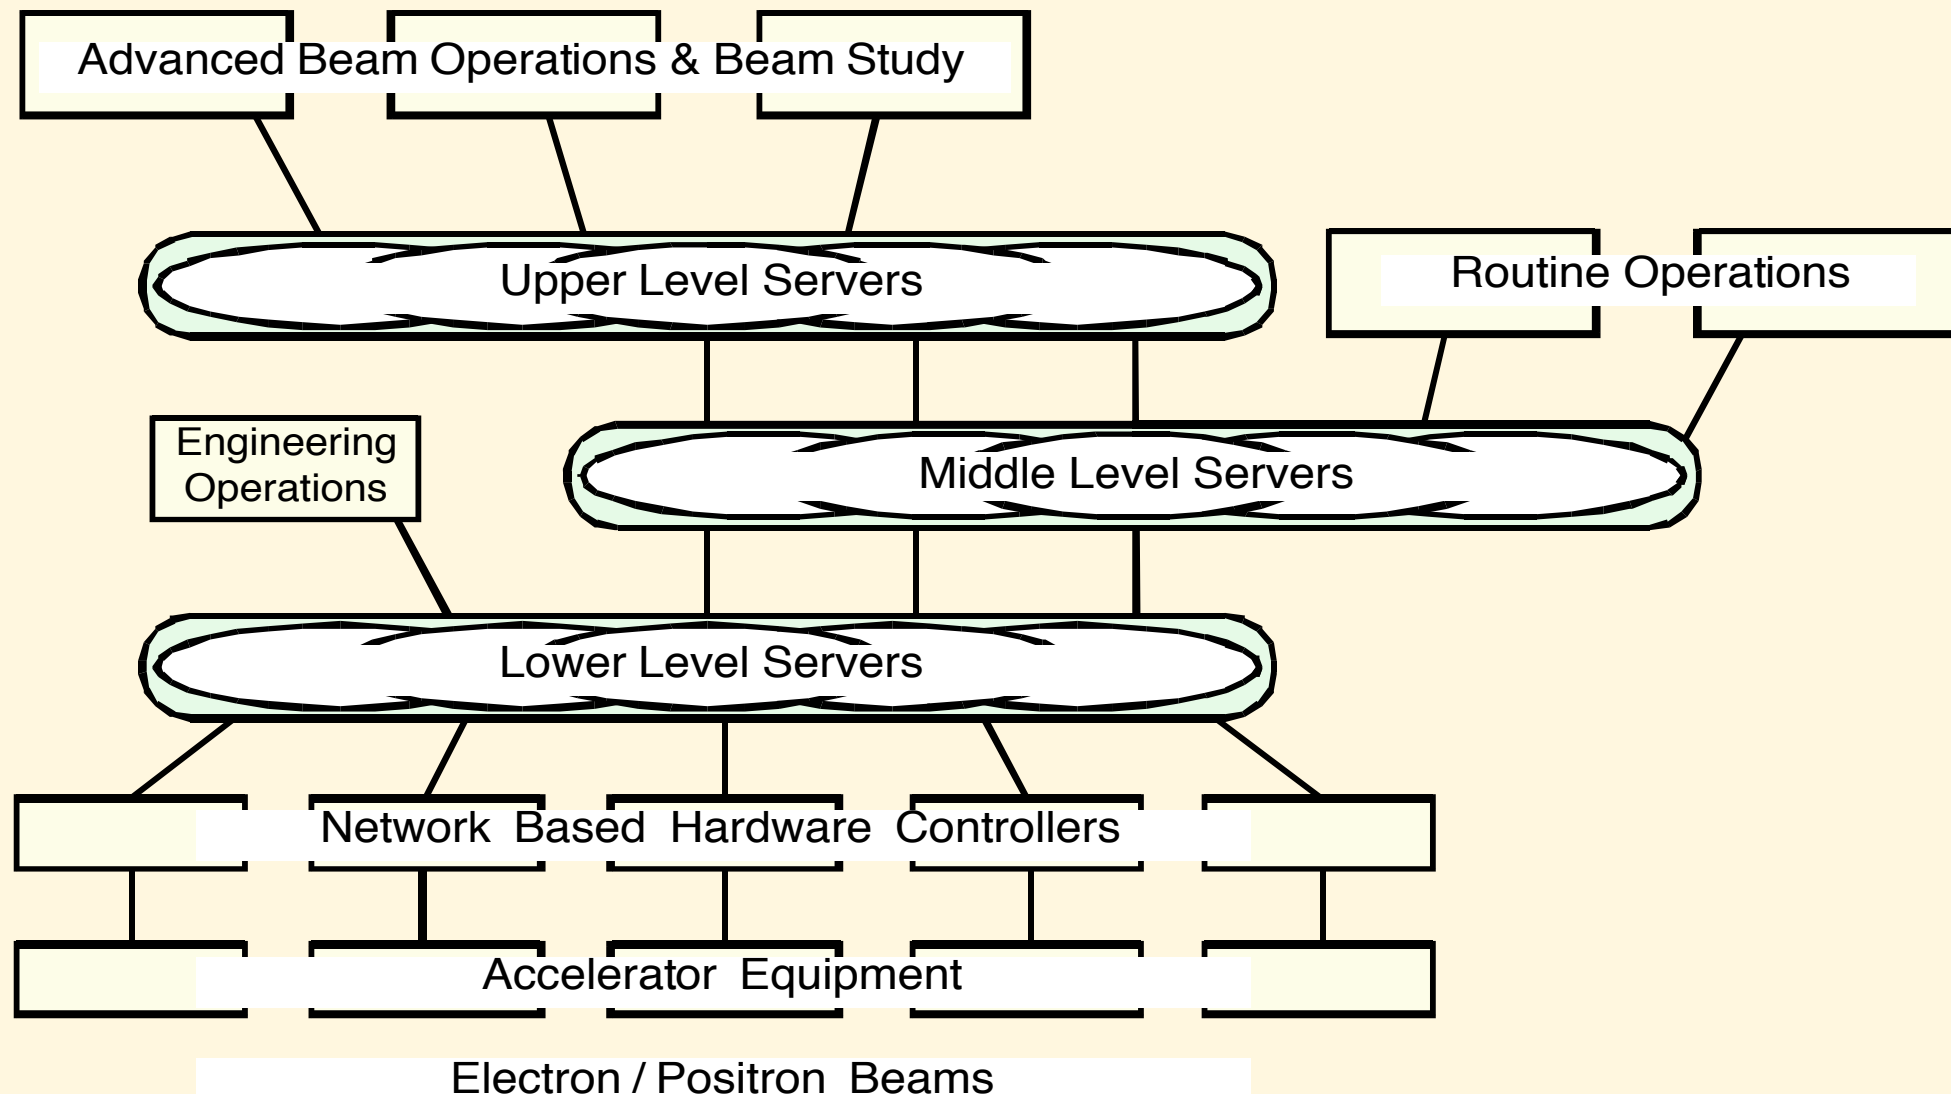 Advanced Beam Operations & Beam Study
Upper Level Servers
Routine Operations
Engineering
Operations
Middle Level Servers
Lower Level Servers
Network Based Hardware Controllers
Accelerator Equipment
Electron / Positron Beams